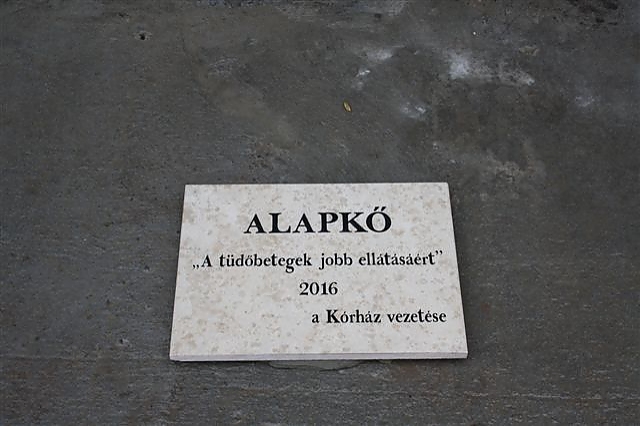 ALAPKŐ
„A tüdőbetegek jobb ellátásáért”
2016
a Kórház vezetése